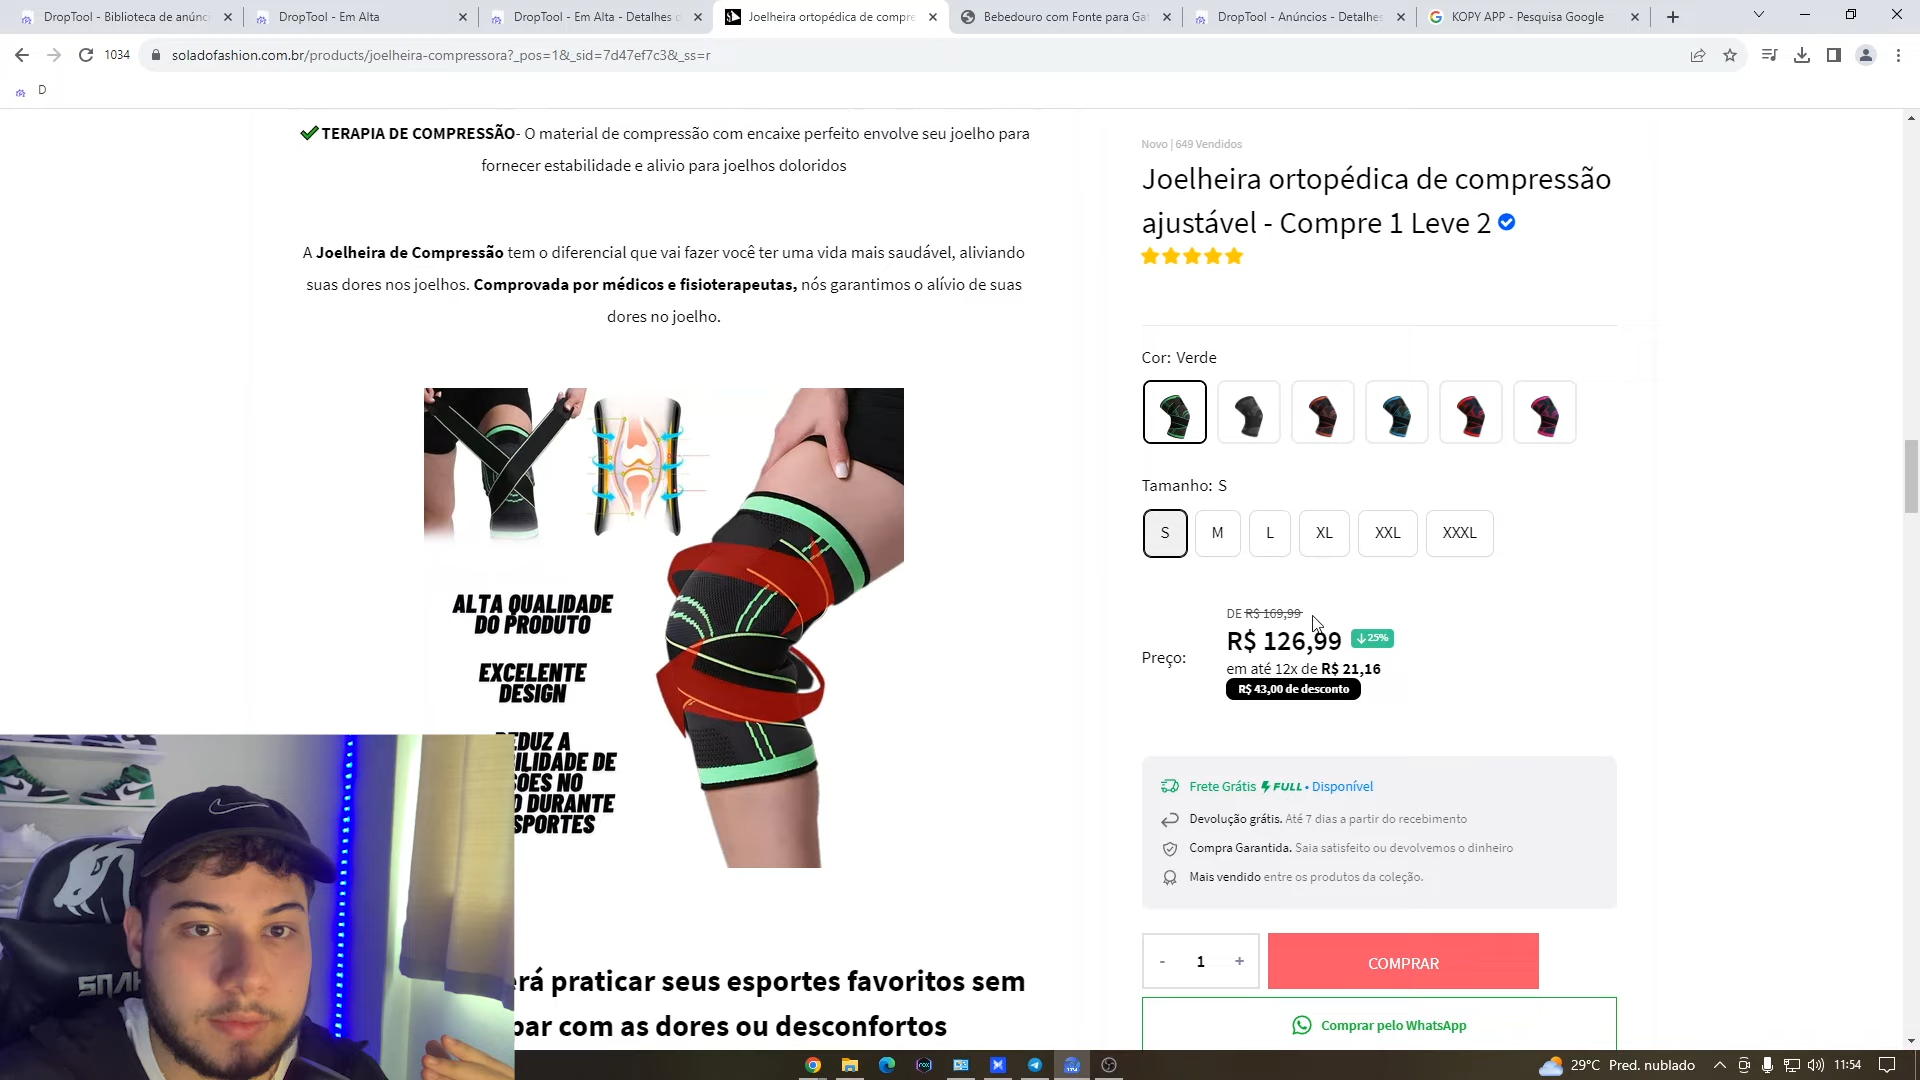 DropTool - Biblioteca de anúnc
DropTool - Em Alta
DropTool - Em Alta - Detalhes d
Joelheira ortopédica de compre
Bebedouro com Fonte para Ga
DropTool - Anúncios - Detalhes
KOPY APP - Pesquisa Google
1034
soladofashion.com.br/products/joelheira-compressora?_pos=1&_sid=7d47ef7c3&_ss=r
D
TERAPIA DE COMPRESSÃO- O material de compressão com encaixe perfeito envolve seu joelho para
fornecer estabilidade e alivio para joelhos doloridos
A Joelheira de Compressão tem o diferencial que vai fazer você ter uma vida mais saudável, aliviando
suas dores nos joelhos. Comprovada por médicos e fisioterapeutas, nós garantimos o alívio de suas
dores no joelho.
ALTA QUALIDADE
DO PRODUTO
EXCELENTE
DESIGN
EDUZ A
ILIDADE DE
ÕES NO
O DURANTE
SPORTES
rá praticar seus esportes favoritos sem
par com as dores ou desconfortos
Novo | 649 Vendidos
Joelheira ortopédica de compressão
ajustável - Compre 1 Leve 2
Cor: Verde
Tamanho: S
S M L XL XXL XXXL
DE R$ 169,99
Preço: R$ 126,99 25%
em até 12x de R$ 21,16
R$ 43,00 de desconto
Frete Grátis FULL • Disponível
Devolução grátis. Até 7 dias a partir do recebimento
Compra Garantida. Saia satisfeito ou devolvemos o dinheiro
Mais vendido entre os produtos da coleção.
- 1 + COMPRAR
Comprar pelo WhatsApp
29°C Pred. nublado 11:54